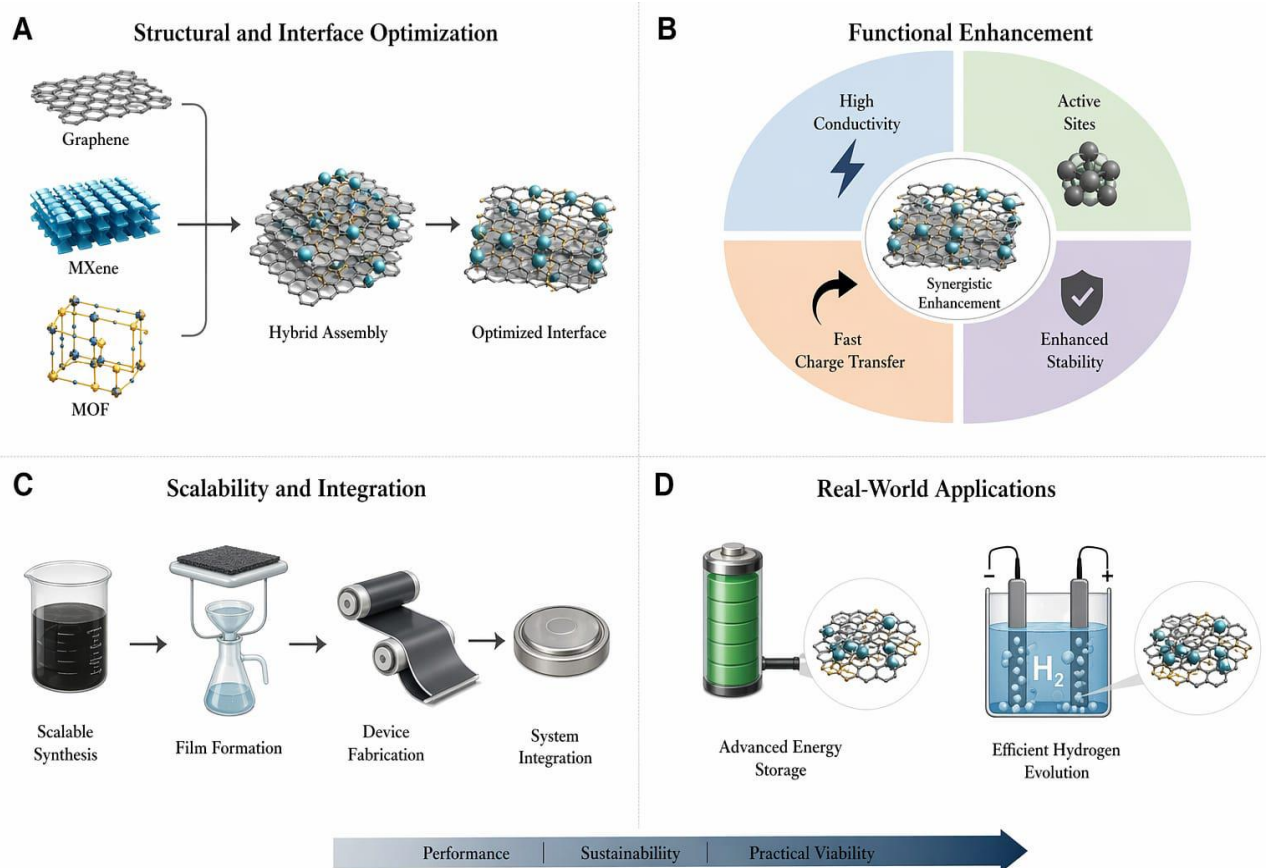 A
Structural and Interface Optimization
Graphene
MXene
MOF
Hybrid Assembly
Optimized Interface
B
Functional Enhancement
High
Conductivity
Active
Sites
Synergistic
Enhancement
Fast
Charge Transfer
Enhanced
Stability
C
Scalability and Integration
Scalable
Synthesis
Film Formation
Device
Fabrication
System
Integration
D
Real-World Applications
Advanced Energy
Storage
−
+
H₂
Efficient Hydrogen
Evolution
Performance | Sustainabiliity | Practical Viability